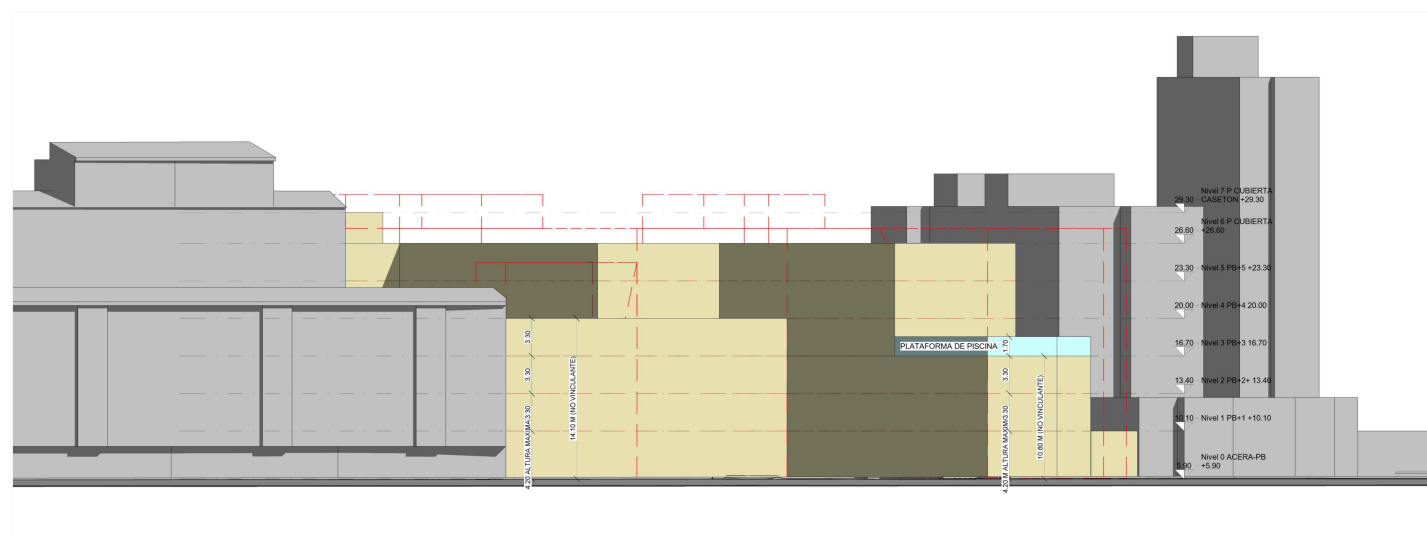 Nivel 7 P CUBIERTA
29.30 CASETON +29.30
Nivel 6 P CUBIERTA
26.60 +26.60
23.30 Nivel 5 PB+5 +23.30
20.00 Nivel 4 PB+4 20.00
16.70 Nivel 3 PB+3 16.70
13.40 Nivel 2 PB+2+ 13.40
10.10 Nivel 1 PB+1 +10.10
Nivel 0 ACERA-PB
5.90 +5.90
PLATAFORMA DE PISCINA
3.30
3.30
4.20 ALTURA MAXIMA3.30
14.10 M (NO VINCULANTE)
1.70
3.30
4.20 M ALTURA MAXIM3.30
10.80 M (NO VINCULANTE)